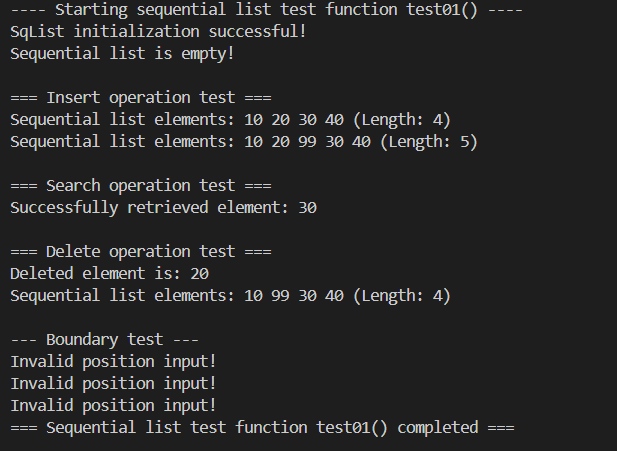 ---- Starting sequential list test function test01() ----
SqList initialization successful!
Sequential list is empty!

=== Insert operation test ===
Sequential list elements: 10 20 30 40 (Length: 4)
Sequential list elements: 10 20 99 30 40 (Length: 5)

=== Search operation test ===
Successfully retrieved element: 30

=== Delete operation test ===
Deleted element is: 20
Sequential list elements: 10 99 30 40 (Length: 4)

--- Boundary test ---
Invalid position input!
Invalid position input!
Invalid position input!
=== Sequential list test function test01() completed ===